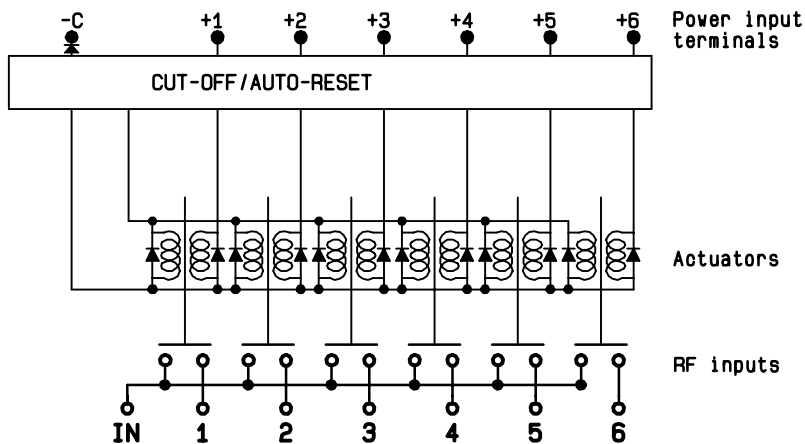 -C +1 +2 +3 +4 +5 +6 Power input
terminals
CUT-OFF/AUTO-RESET
Actuators
RF inputs
IN 1 2 3 4 5 6